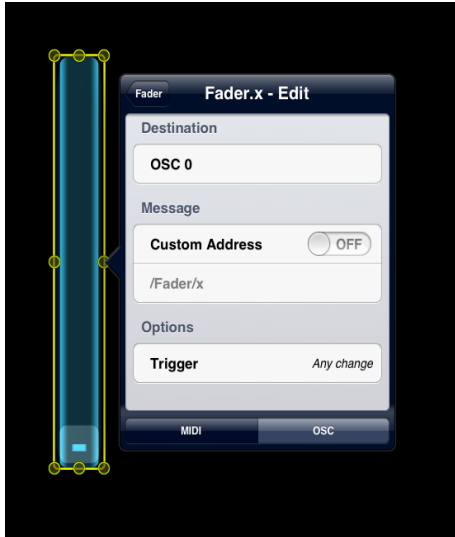 Fader
Fader.x - Edit
Destination
OSC 0
Message
Custom Address OFF
/Fader/x
Options
Trigger Any change
MIDI OSC